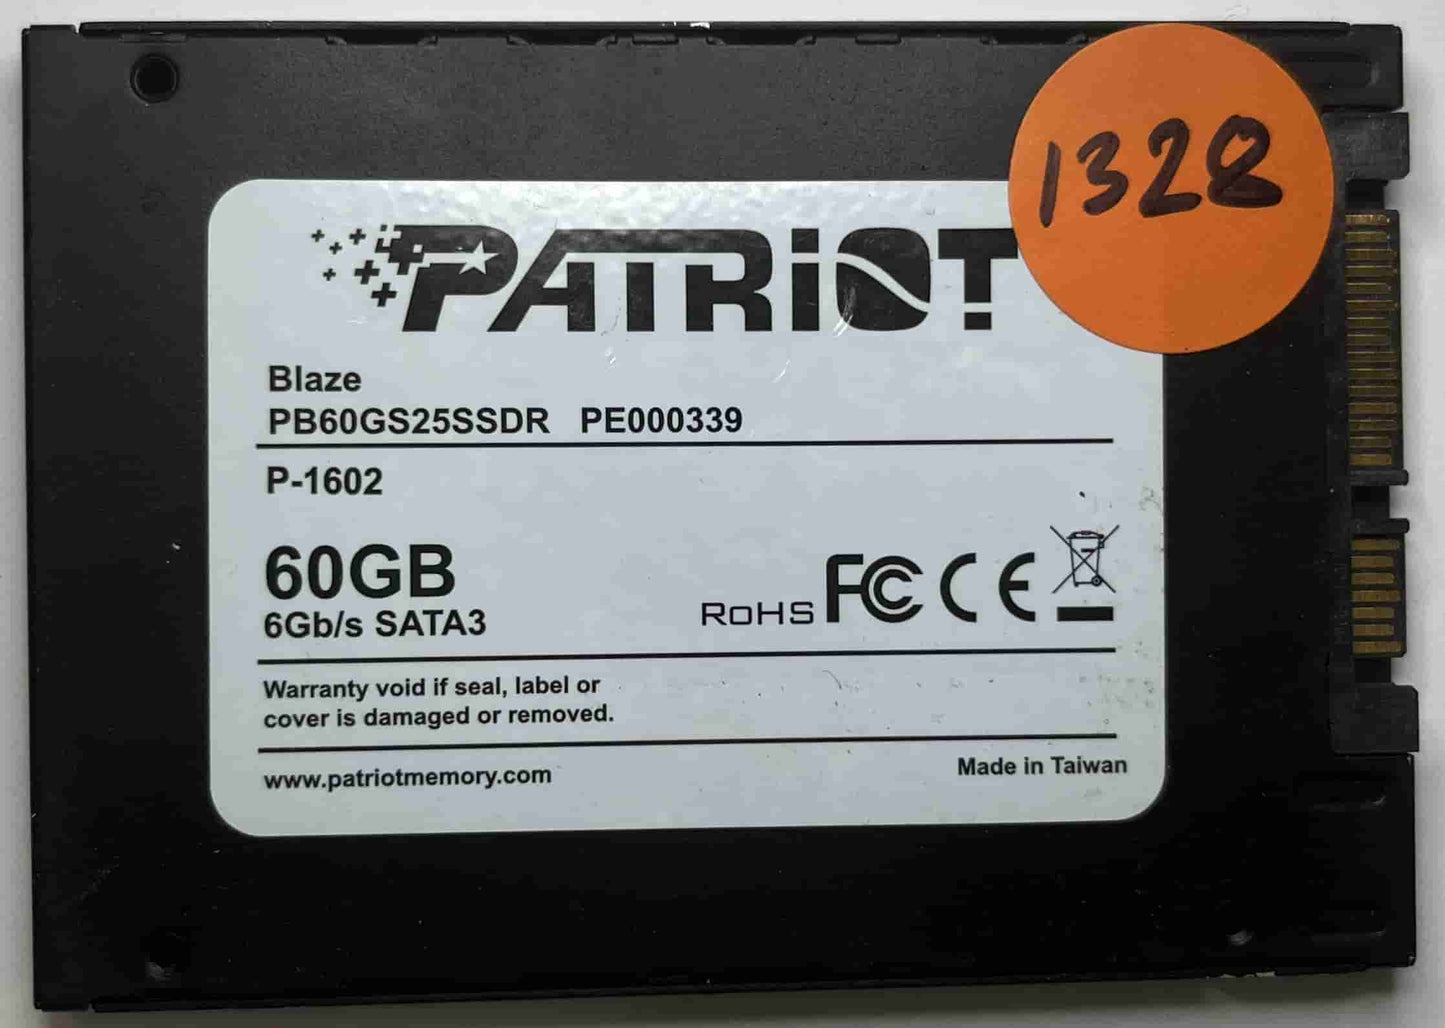 1328
PATRIOT
Blaze
PB60GS25SSDR PE000339
P-1602
60GB
6Gb/s SATA3
RoHS FC CE
Warranty void if seal, label or
cover is damaged or removed.
www.patriotmemory.com
Made in Taiwan